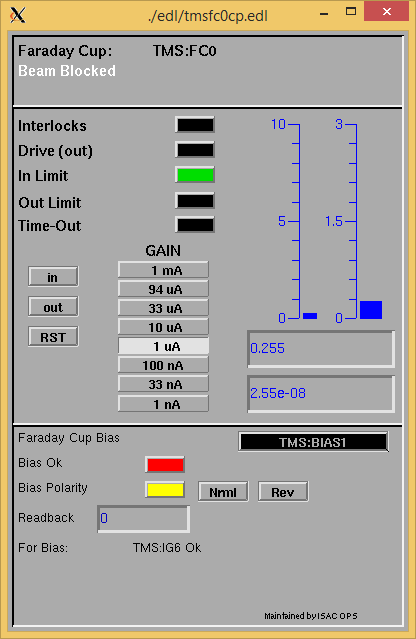 ./edl/tmsfc0cp.edl
Faraday Cup: TMS:FC0
Beam Blocked
Interlocks
Drive (out)
In Limit
Out Limit
Time-Out
10
5
0
3
1.5
0
GAIN
1 mA
94 uA
33 uA
10 uA
1 uA
100 nA
33 nA
1 nA
in
out
RST
0.255
2.55e-08
Faraday Cup Bias TMS:BIAS1
Bias Ok
Bias Polarity Nrml Rev
Readback 0
For Bias: TMS:IG6 Ok
Maintained by ISAC OPS